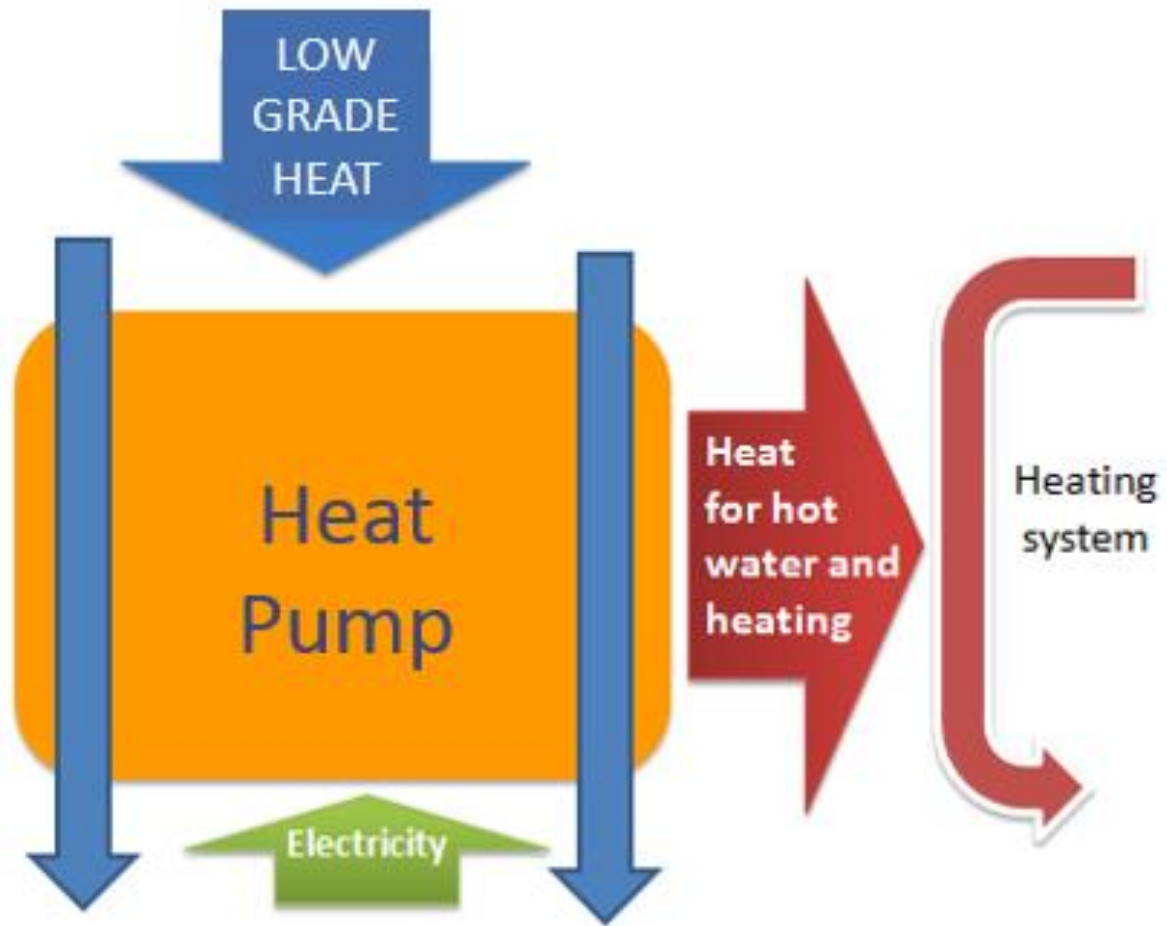 LOW
GRADE
HEAT
Heat
Pump
Heat
for hot
water and
heating
Heating
system
Electricity